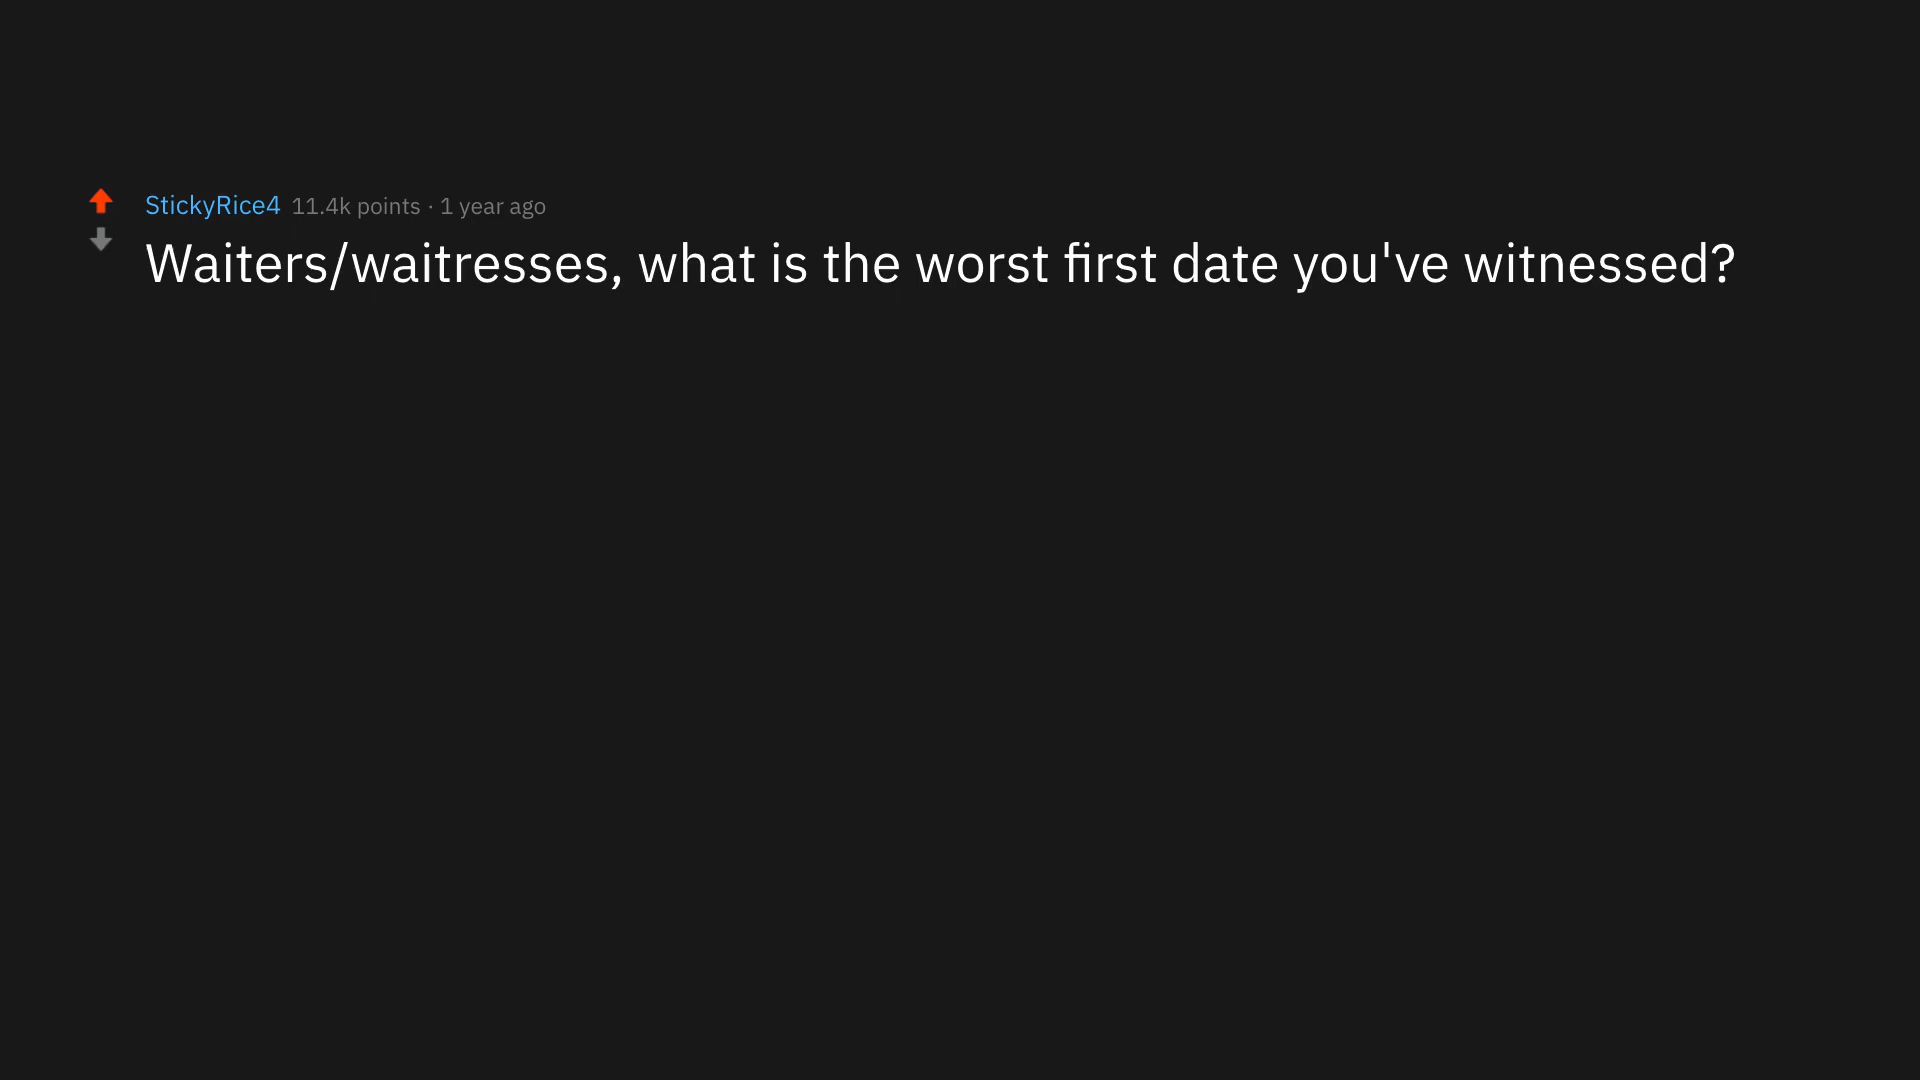 StickyRice4 11.4k points · 1 year ago
Waiters/waitresses, what is the worst first date you've witnessed?